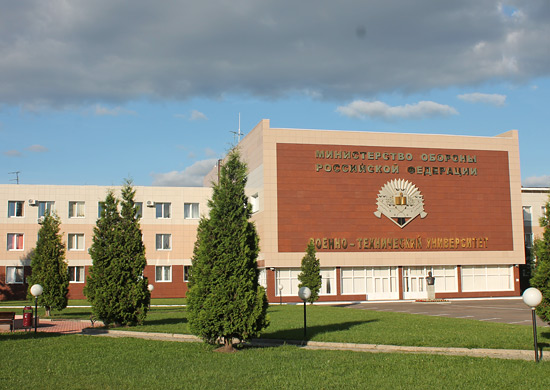 МИНИСТЕРСТВО ОБОРОНЫ
РОССИЙСКОЙ ФЕДЕРАЦИИ
ВОЕННО-ТЕХНИЧЕСКИЙ УНИВЕРСИТЕТ